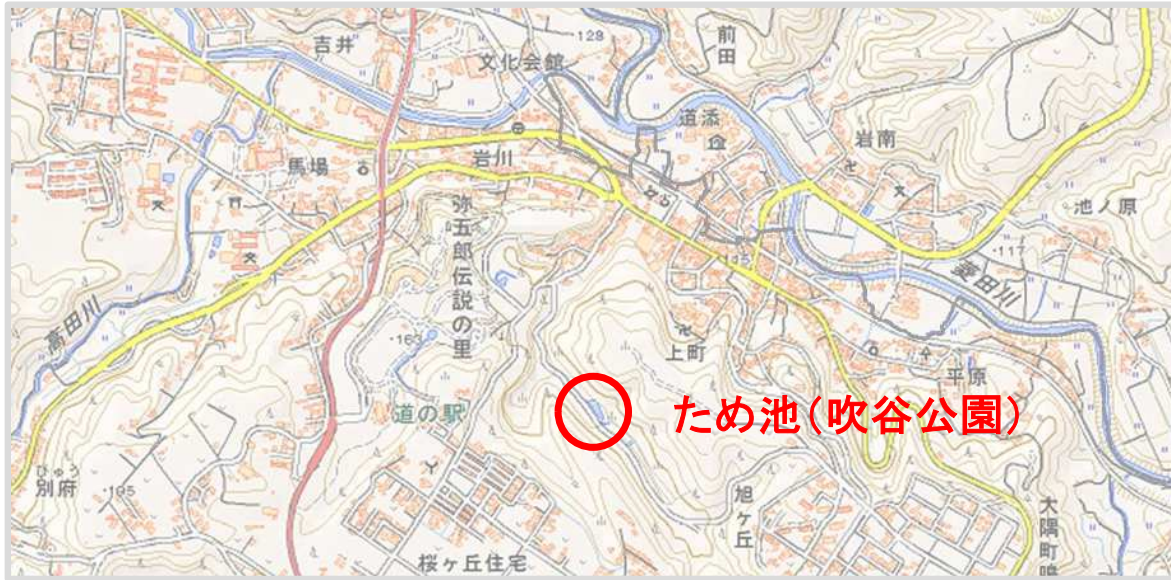 吉井
129
文化会館
前田
道添
岩南
馬場
岩川
池ノ原
弥五郎伝説の里
115
117
菱田川
高田川
163
上町
平原
道の駅
ため池(吹谷公園)
びゅう
別府
195
旭ヶ丘
大隅町鳴
桜ヶ丘住宅